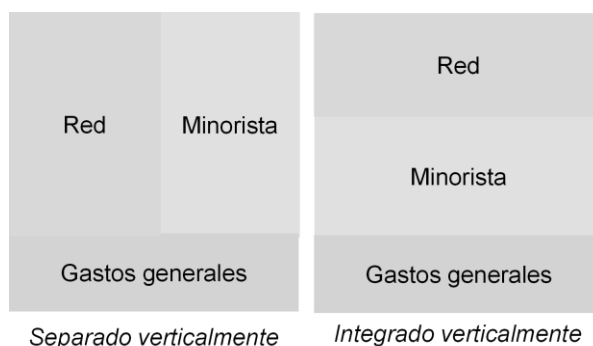 Red
Minorista
Gastos generales
Separado verticalmente
Red
Minorista
Gastos generales
Integrado verticalmente